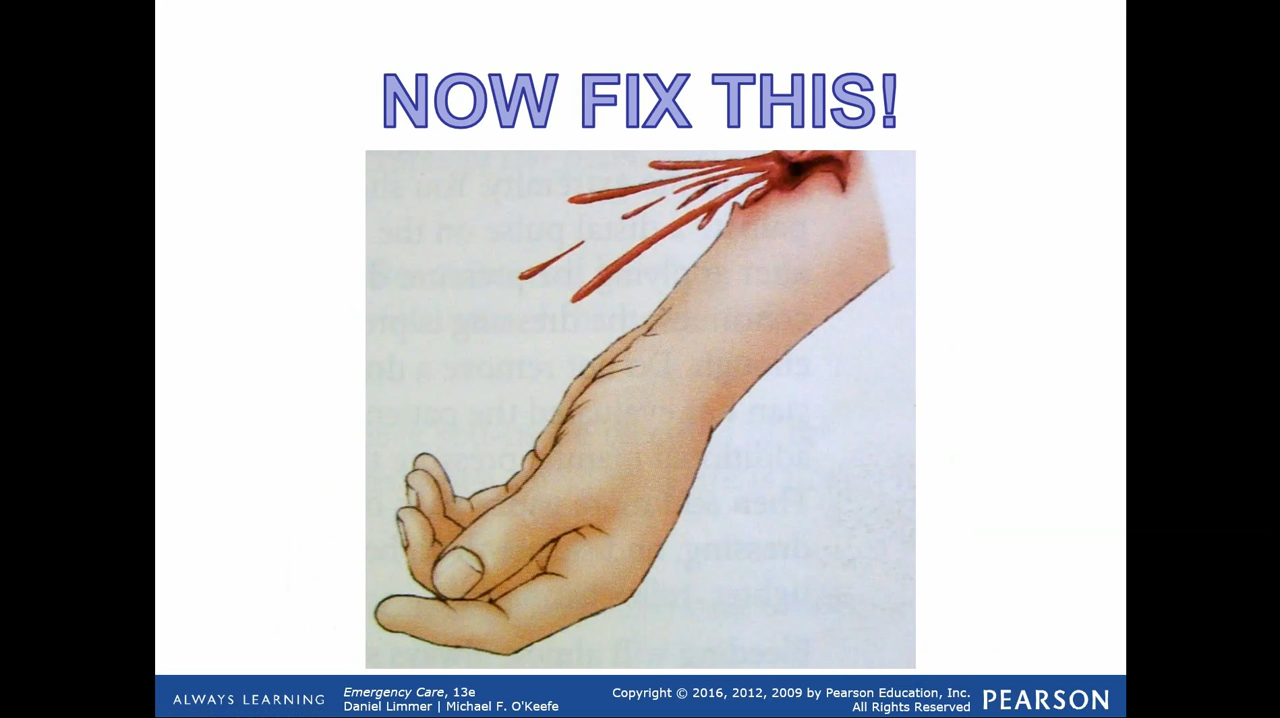 NOW FIX THIS!
ALWAYS LEARNING
Emergency Care, 13e
Daniel Limmer | Michael F. O'Keefe
Copyright © 2016, 2012, 2009 by Pearson Education, Inc.
All Rights Reserved
PEARSON